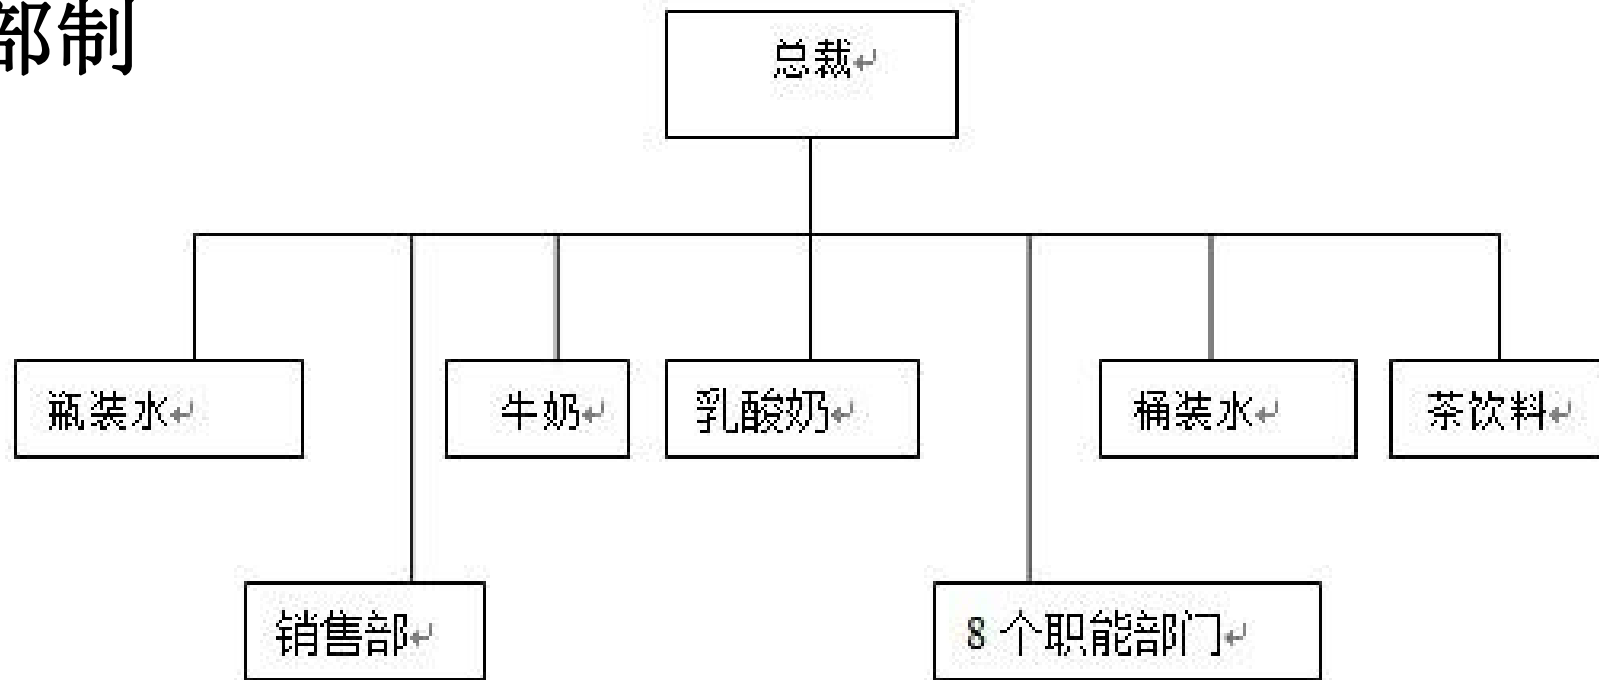 部制
总裁
瓶装水
牛奶
乳酸奶
桶装水
茶饮料
销售部
8个职能部门